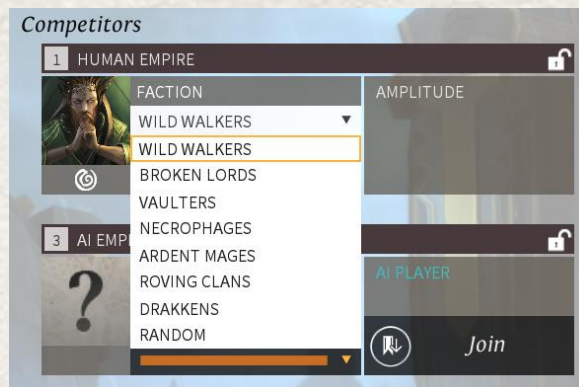 Competitors
1 HUMAN EMPIRE
FACTION
AMPLITUDE
WILD WALKERS
WILD WALKERS
BROKEN LORDS
VAULTERS
NECROPHAGES
ARDENT MAGES
ROVING CLANS
DRAKKENS
RANDOM
3 AI EMP
AI PLAYER
?
Join